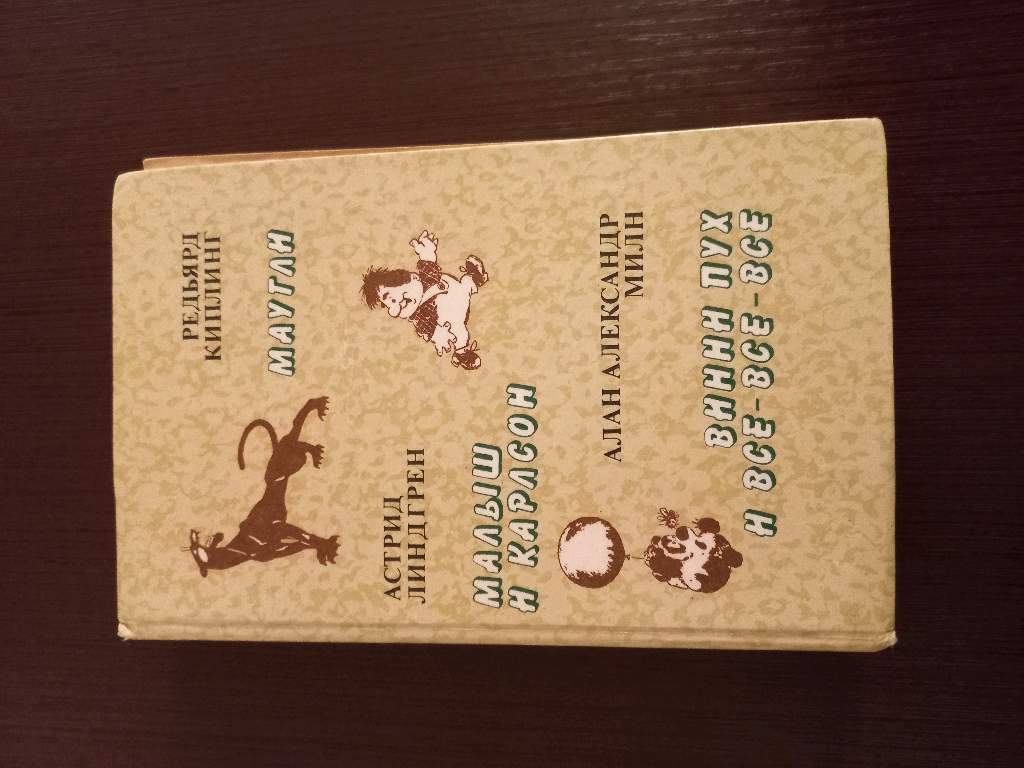 РЕДЬЯРД
КИПЛИНГ
МАУГЛИ
АСТРИД
ЛИНДГРЕН
МАЛЫШ
И КАРЛСОН
АЛАН АЛЕКСАНДР
МИЛН
ВИННИ ПУХ
И ВСЕ-ВСЕ-ВСЕ